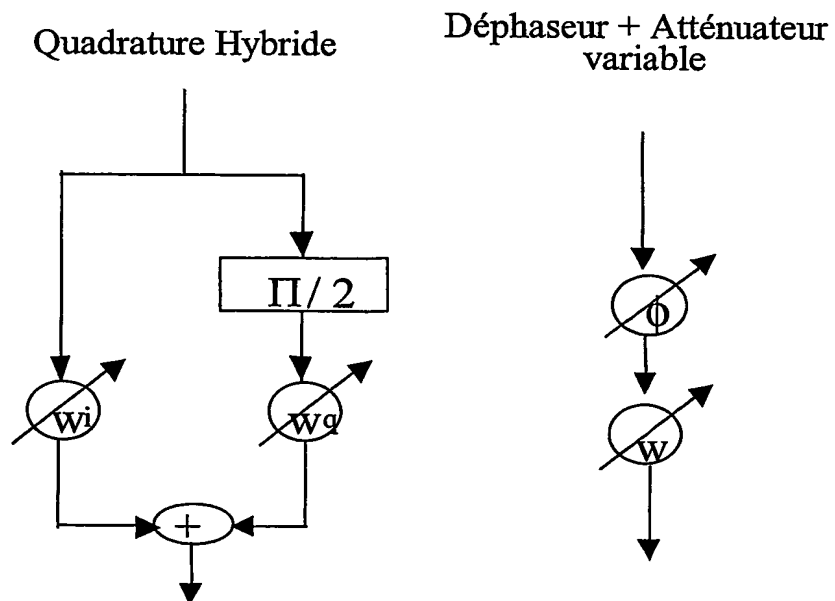 Quadrature Hybride
Déphaseur + Atténuateur
variable
Π/ 2
ϕ
wi
wq
w
+